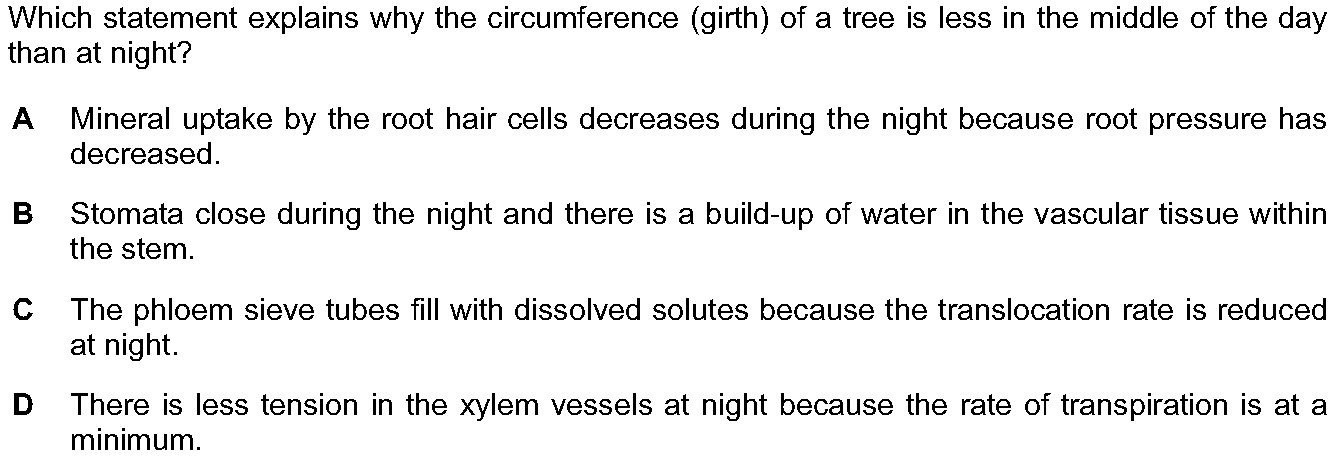 Which statement explains why the circumference (girth) of a tree is less in the middle of the day
than at night?
A Mineral uptake by the root hair cells decreases during the night because root pressure has
decreased.
B Stomata close during the night and there is a build-up of water in the vascular tissue within
the stem.
C The phloem sieve tubes fill with dissolved solutes because the translocation rate is reduced
at night.
D There is less tension in the xylem vessels at night because the rate of transpiration is at a
minimum.